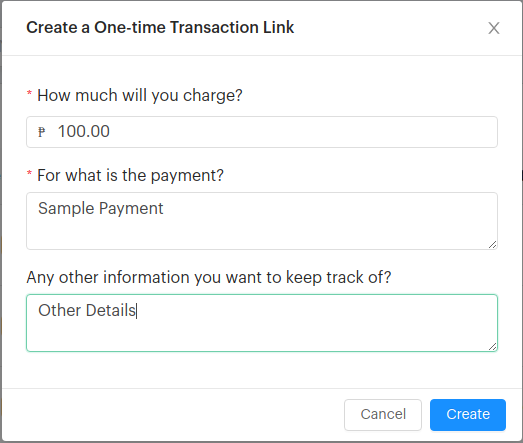 Create a One-time Transaction Link
* How much will you charge?
₱ 100.00
* For what is the payment?
Sample Payment
Any other information you want to keep track of?
Other Details
Cancel
Create